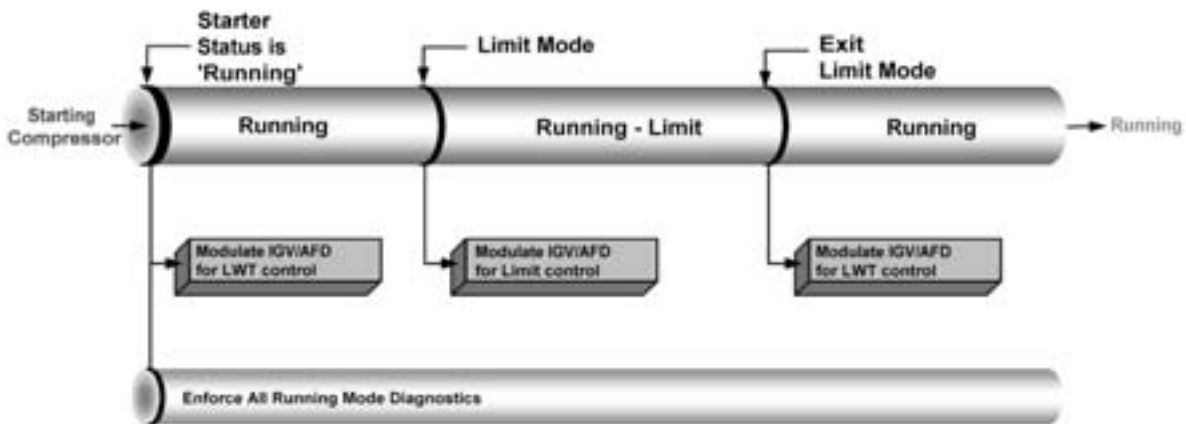 Starter
Status is
'Running'
Limit Mode
Exit
Limit Mode
Starting
Compressor
Running
Running - Limit
Running
Running
Modulate IGV/AFD
for LWT control
Modulate IGV/AFD
for Limit control
Modulate IGV/AFD
for LWT control
Enforce All Running Mode Diagnostics